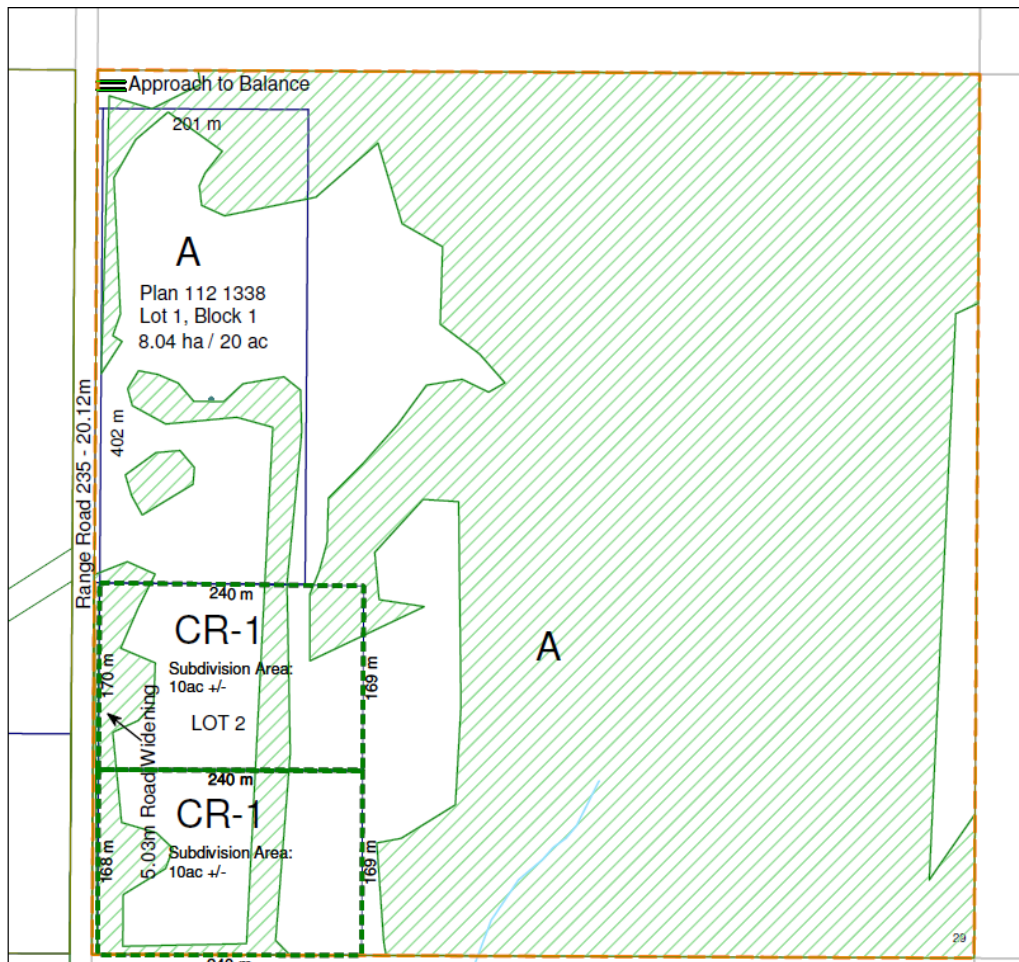 Approach to Balance
201 m
A
Plan 112 1338
Lot 1, Block 1
8.04 ha / 20 ac
402 m
Range Road 235 - 20.12m
240 m
CR-1
Subdivision Area:
10ac +/-
170 m
169 m
LOT 2
A
5.03m Road Widening
240 m
CR-1
Subdivision Area:
10ac +/-
168 m
169 m
29